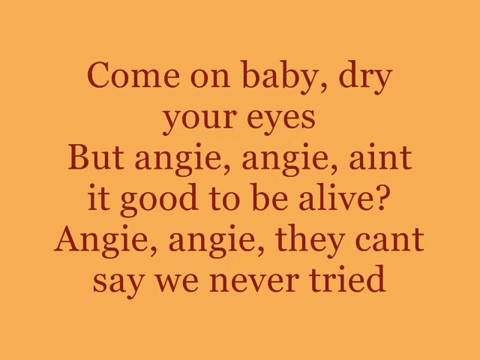 Come on baby, dry
your eyes
But angie, angie, aint
it good to be alive?
Angie, angie, they cant
say we never tried